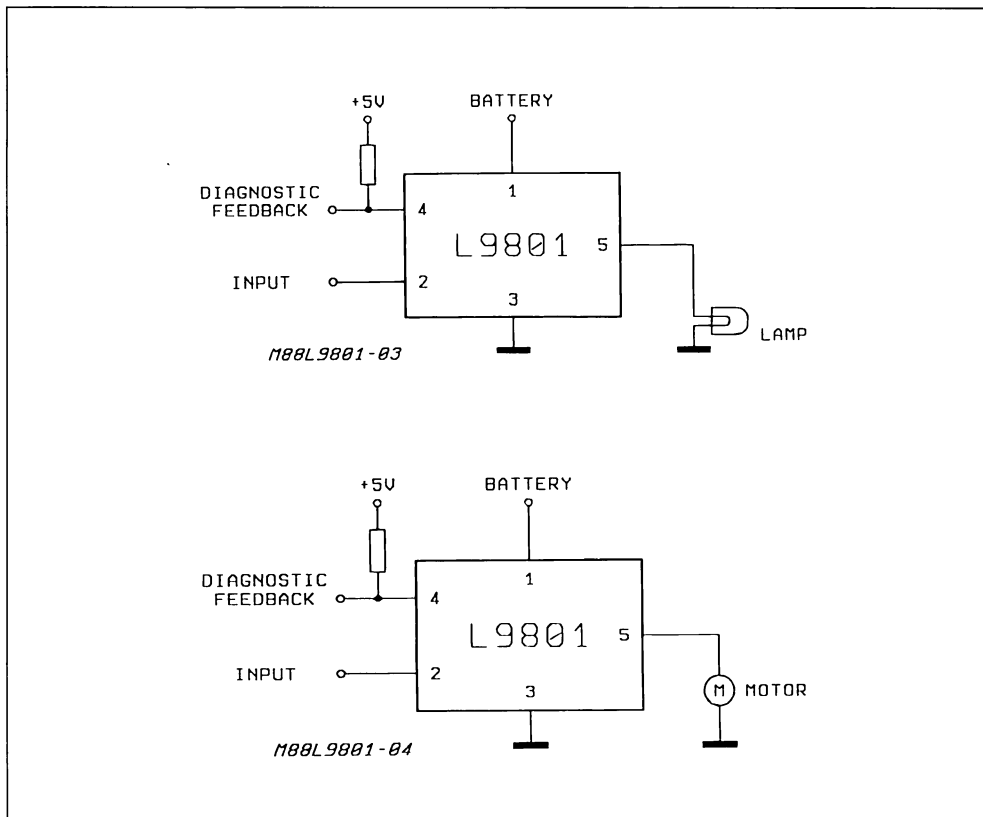 +5V
BATTERY
DIAGNOSTIC
FEEDBACK
4
1
L9801
5
INPUT
2
3
LAMP
M88L9801-03
+5V
BATTERY
DIAGNOSTIC
FEEDBACK
4
1
L9801
5
INPUT
2
3
M
MOTOR
M88L9801-04